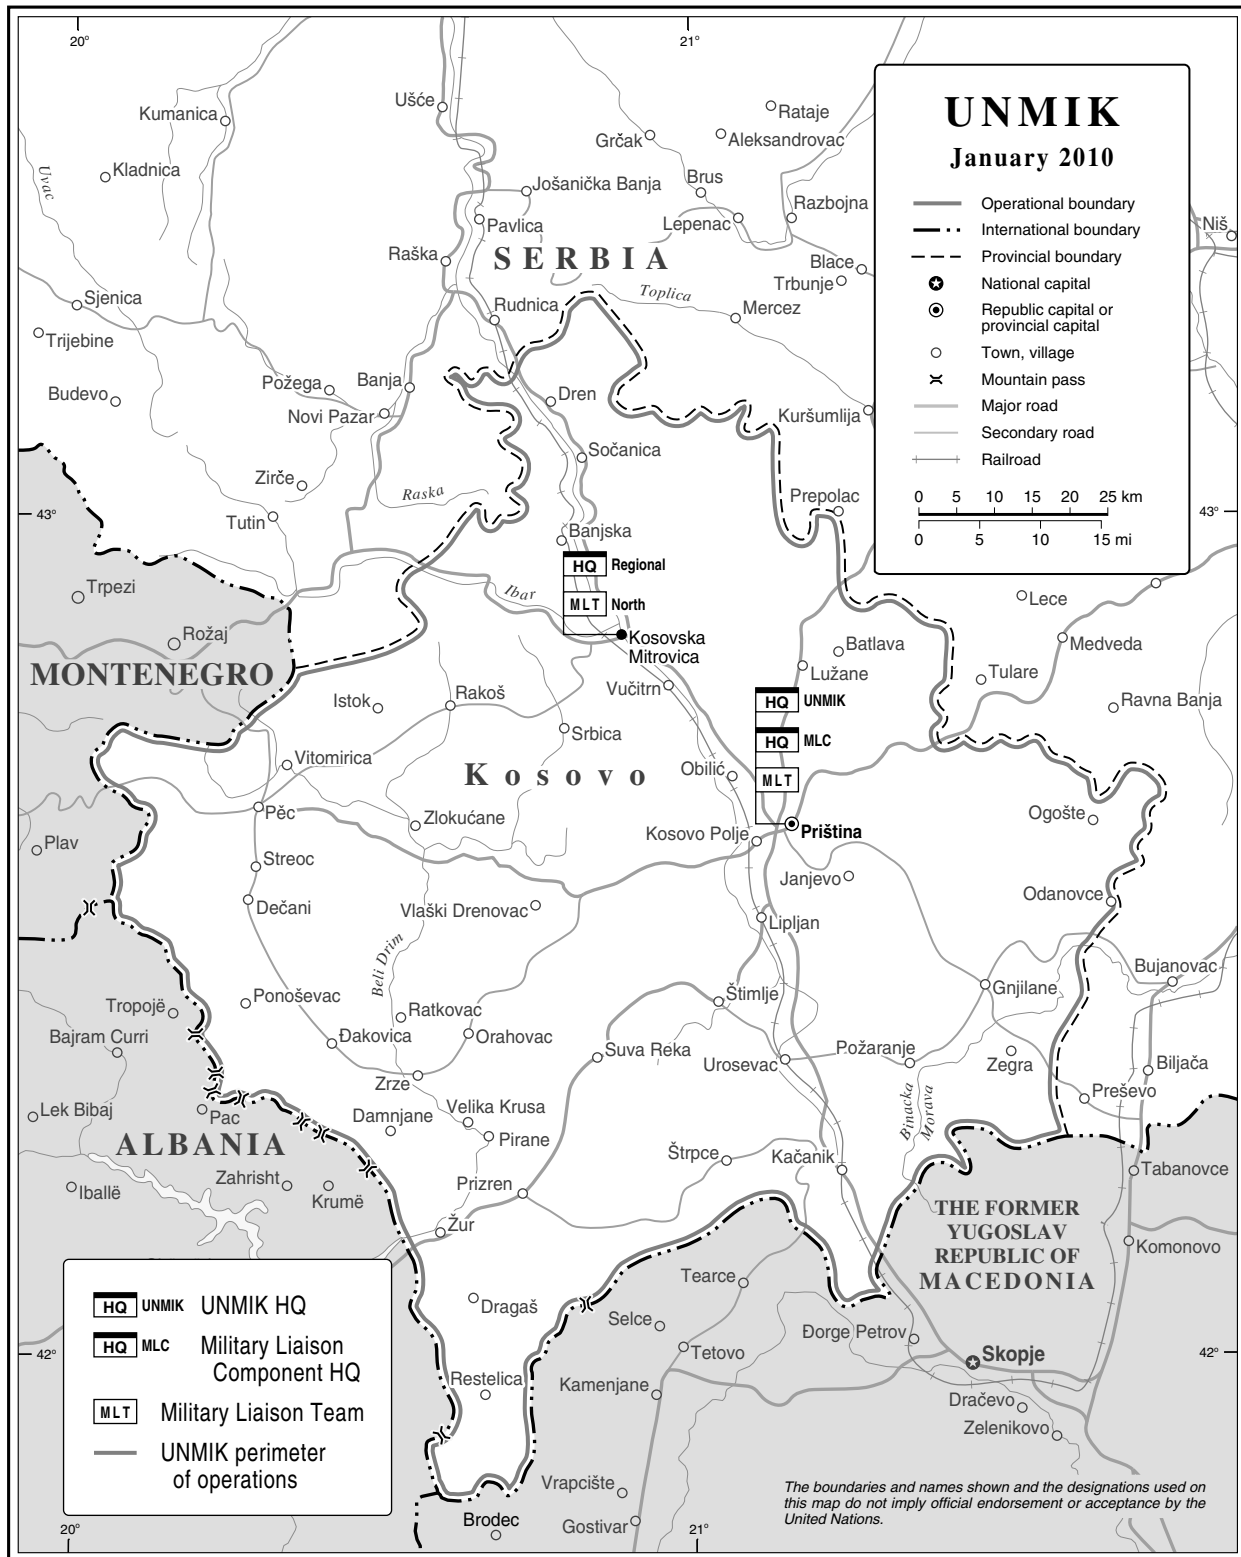 20°
21°
UNMIK
January 2010
Operational boundary
International boundary
Provincial boundary
National capital
Republic capital or
provincial capital
Town, village
Mountain pass
Major road
Secondary road
Railroad
0 5 10 15 20 25 km
0 5 10 15 mi
Ušće
Kumanica
Kladnica
Uvac
Rataje
Grčak
Aleksandrovac
Jošanička Banja
Brus
Razbojna
Lepenac
Pavlica
Niš
Raška
SERBIA
Blace
Trbunje
Sjenica
Rudnica
Toplica
Mercez
Trijebine
Budevo
Požega
Banja
Dren
Novi Pazar
Kuršumlija
Sočanica
Zirče
Raska
Prepolac
43°
43°
Tutin
Banjska
HQ Regional
Trpezi
Ibar
MLT North
Lece
Rožaj
Kosovska
Mitrovica
Batlava
Medveda
MONTENEGRO
Lužane
Tulare
Vučitrn
Rakoš
Istok
HQ UNMIK
Ravna Banja
Srbica
HQ MLC
Vitomirica
Kosovo
Obilić
MLT
Pěc
Zlokućane
Ogošte
Kosovo Polje
Priština
Plav
Streoc
Janjevo
Dečani
Vlaški Drenovac
Odanovce
Lipljan
Beli Drim
Bujanovac
Gnjilane
Ponoševac
Štimlje
Tropojë
Ratkovac
Bajram Curri
Đakovica
Orahovac
Suva Reka
Urosevac
Požaranje
Zegra
Biljača
Zrze
Preševo
Lek Bibaj
Pac
Damnjane
Velika Krusa
Binacka
Morava
ALBANIA
Pirane
Štrpce
Kačanik
Tabanovce
Iballë
Zahrisht
Krumë
Prizren
THE FORMER
YUGOSLAV
REPUBLIC OF
MACEDONIA
Žur
Komonovo
Tearce
Dragaš
Selce
Đorge Petrov
42°
Tetovo
Skopje
42°
Restelica
Kamenjane
Dračevo
Zelenikovo
Vrapcište
Brodec
Gostivar
HQ UNMIK UNMIK HQ
HQ MLC Military Liaison
Component HQ
MLT Military Liaison Team
UNMIK perimeter
of operations
The boundaries and names shown and the designations used on
this map do not imply official endorsement or acceptance by the
United Nations.
20°
21°